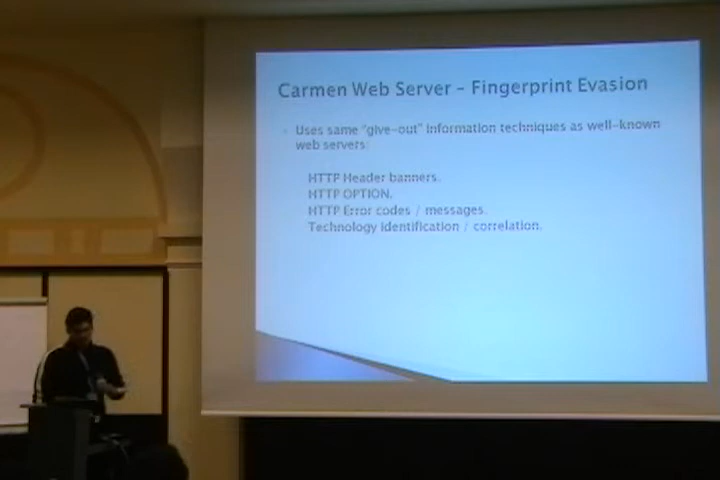 Carmen Web Server - Fingerprint Evasion
Uses same "give-out" information techniques as well-known
web servers:
HTTP Header banners.
HTTP OPTION.
HTTP Error codes / messages.
Technology identification / correlation.